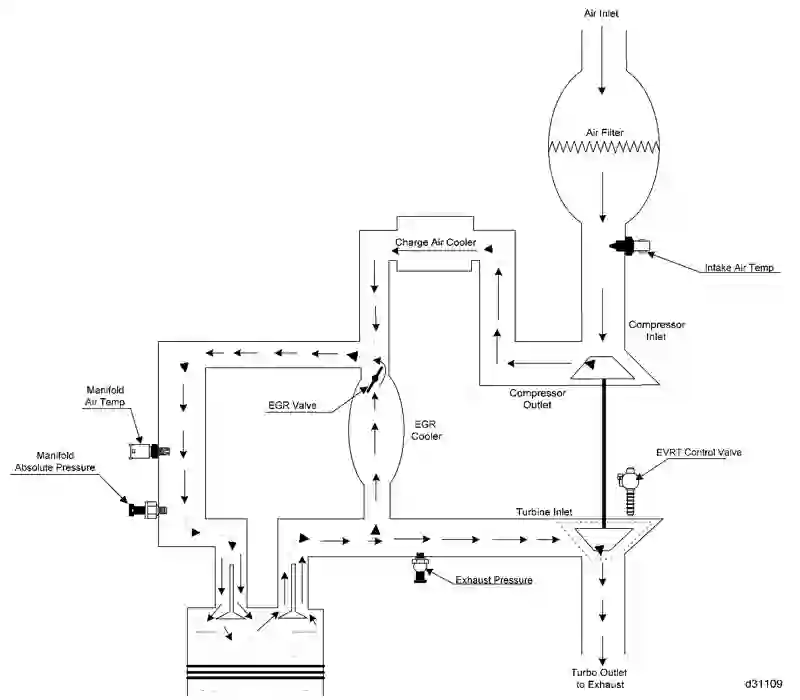 Air Inlet
Air Filter
Charge Air Cooler
Intake Air Temp
Compressor
Inlet
Manifold
Air Temp
EGR Valve
Compressor
Outlet
EGR
Cooler
Manifold
Absolute Pressure
EVRT Control Valve
Turbine Inlet
Exhaust Pressure
Turbo Outlet
to Exhaust
d31109